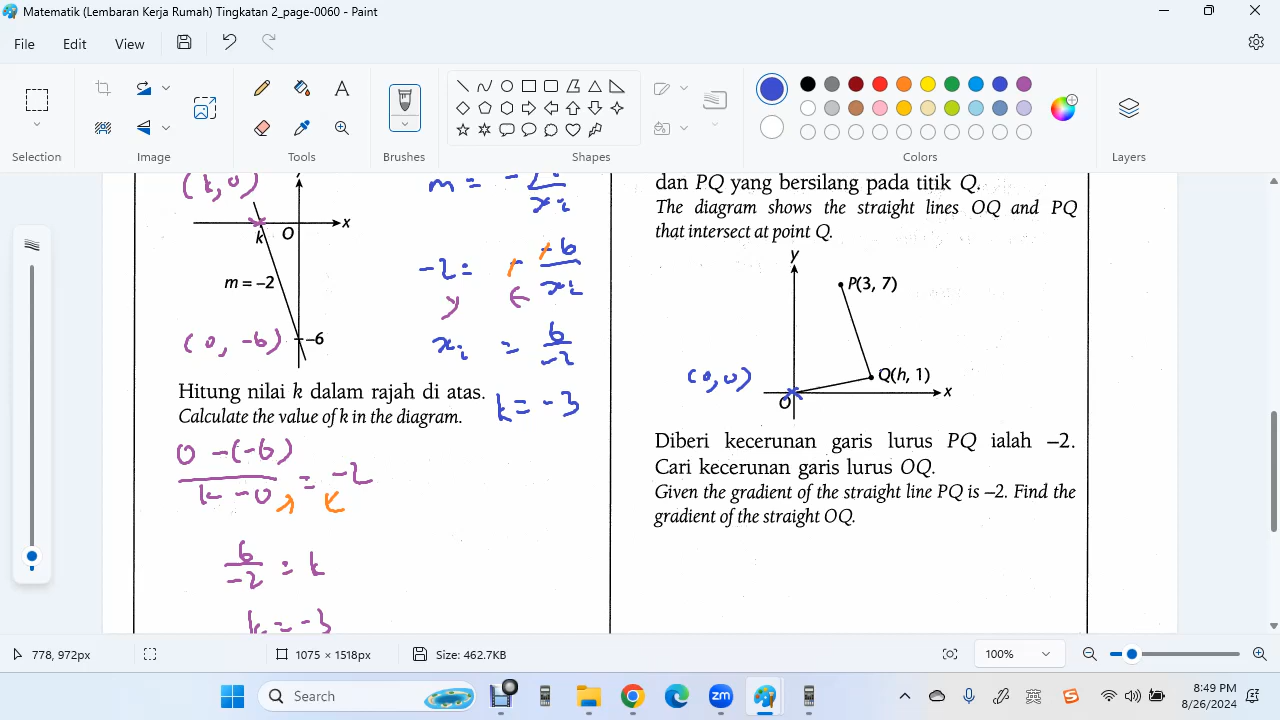 Matematik (Lembaran Kerja Rumah) Tingkatan 2_page-0060 - Paint
File Edit View
Selection Image Tools Brushes Shapes Colors Layers
(k, 0)
x
k O
m = -2
(0, -6)
-6
Hitung nilai k dalam rajah di atas.
Calculate the value of k in the diagram.
0 - (-6)
k - 0 = -2
6
-2 = k
k = -3
m = -
-2 = - -6
x
x = 6
-2
k = -3
dan PQ yang bersilang pada titik Q.
The diagram shows the straight lines OQ and PQ
that intersect at point Q.
y
P(3, 7)
(0,0)
Q(h, 1)
O
x
Diberi kecerunan garis lurus PQ ialah –2.
Cari kecerunan garis lurus OQ.
Given the gradient of the straight line PQ is –2. Find the
gradient of the straight OQ.
778, 972px 1075 × 1518px Size: 462.7KB 100%
Search
zm
英
8:49 PM
8/26/2024